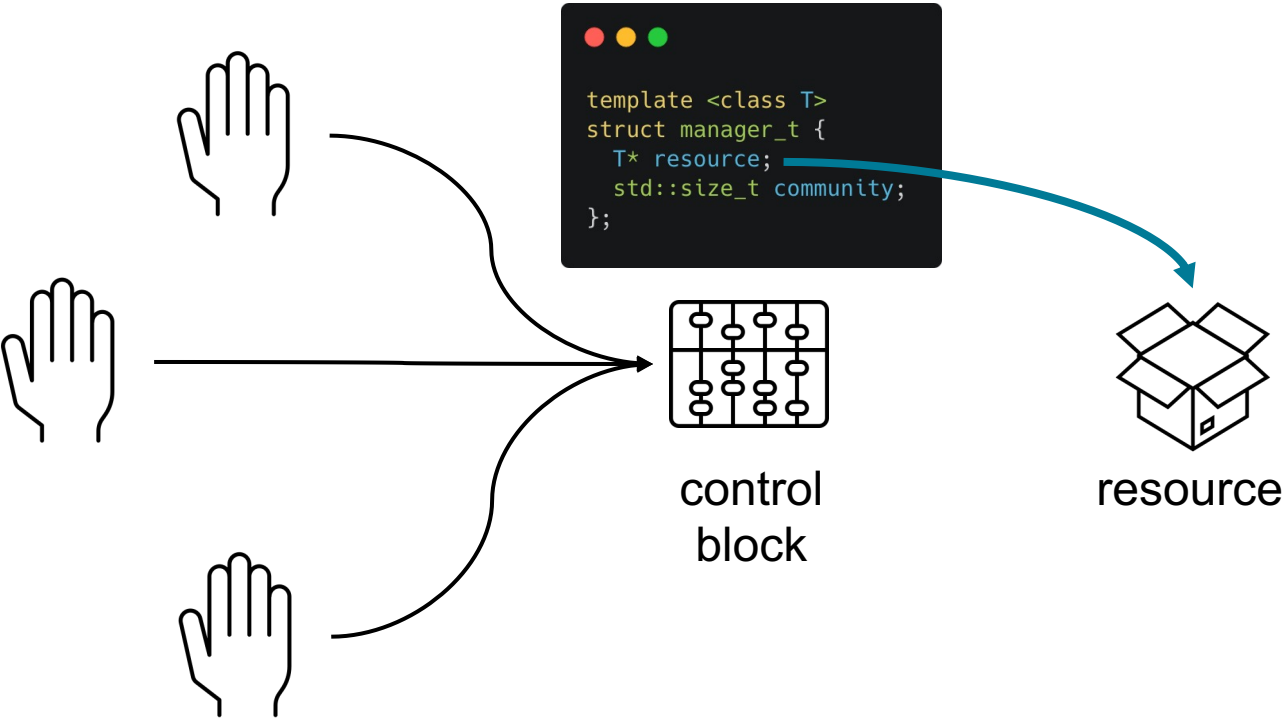 template <class T>
struct manager_t {
  T* resource;
  std::size_t community;
};
control
block
resource